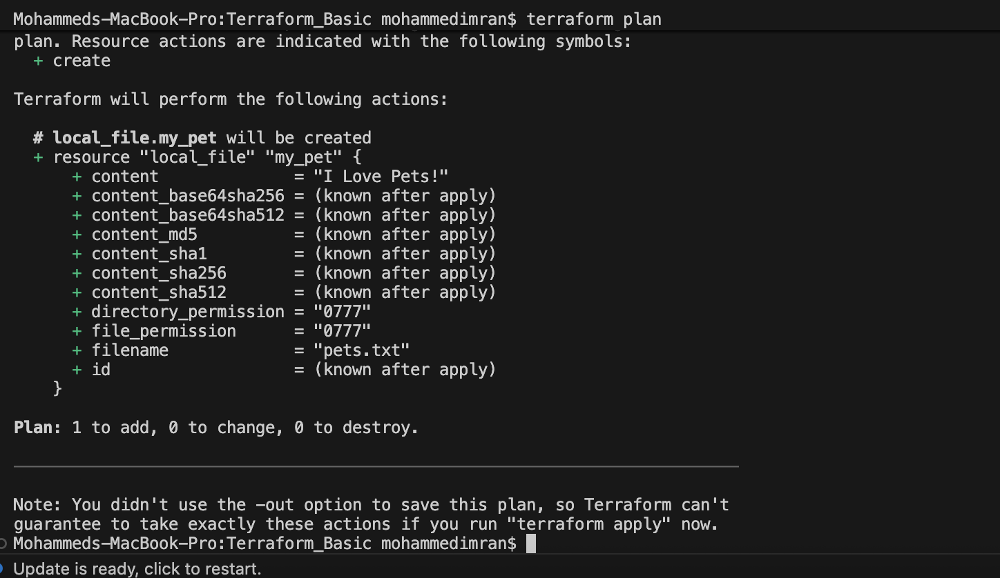 Mohammeds-MacBook-Pro:Terraform_Basic mohammedimran$ terraform plan
plan. Resource actions are indicated with the following symbols:
+ create
Terraform will perform the following actions:
# local_file.my_pet will be created
+ resource "local_file" "my_pet" {
+ content = "I Love Pets!"
+ content_base64sha256 = (known after apply)
+ content_base64sha512 = (known after apply)
+ content_md5 = (known after apply)
+ content_sha1 = (known after apply)
+ content_sha256 = (known after apply)
+ content_sha512 = (known after apply)
+ directory_permission = "0777"
+ file_permission = "0777"
+ filename = "pets.txt"
+ id = (known after apply)
}
Plan: 1 to add, 0 to change, 0 to destroy.
Note: You didn't use the -out option to save this plan, so Terraform can't
guarantee to take exactly these actions if you run "terraform apply" now.
Mohammeds-MacBook-Pro:Terraform_Basic mohammedimran$
Update is ready, click to restart.